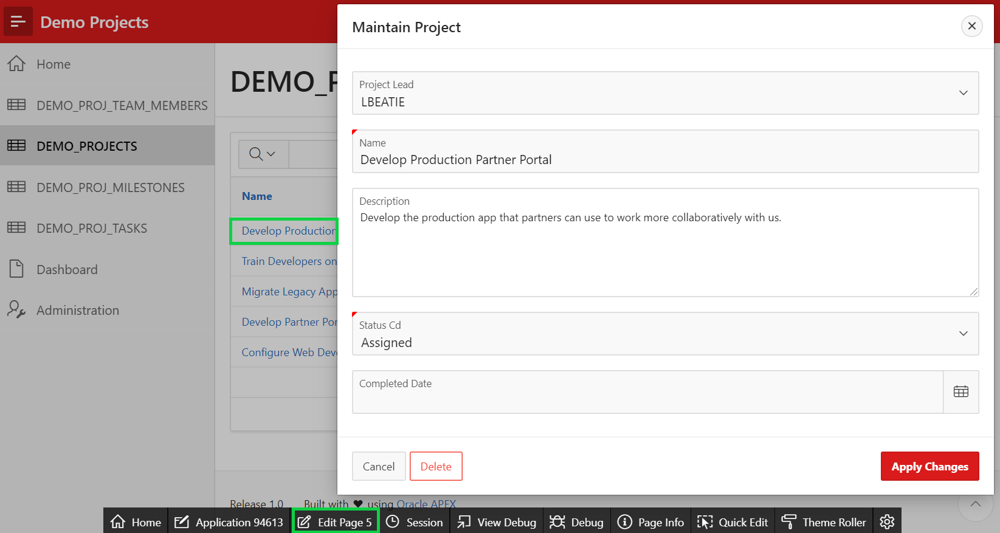 Demo Projects
Home
DEMO_PROJ_TEAM_MEMBERS
DEMO_PROJECTS
DEMO_PROJ_MILESTONES
DEMO_PROJ_TASKS
Dashboard
Administration
DEMO_P
Name
Develop Production
Train Developers on
Migrate Legacy App
Develop Partner Por
Configure Web Deve
Release 1.0 Built with ♥ using Oracle APEX
Maintain Project
Project Lead
LBEATIE
Name
Develop Production Partner Portal
Description
Develop the production app that partners can use to work more collaboratively with us.
Status Cd
Assigned
Completed Date
Cancel Delete Apply Changes
Home Application 94613 Edit Page 5 Session View Debug Debug Page Info Quick Edit Theme Roller